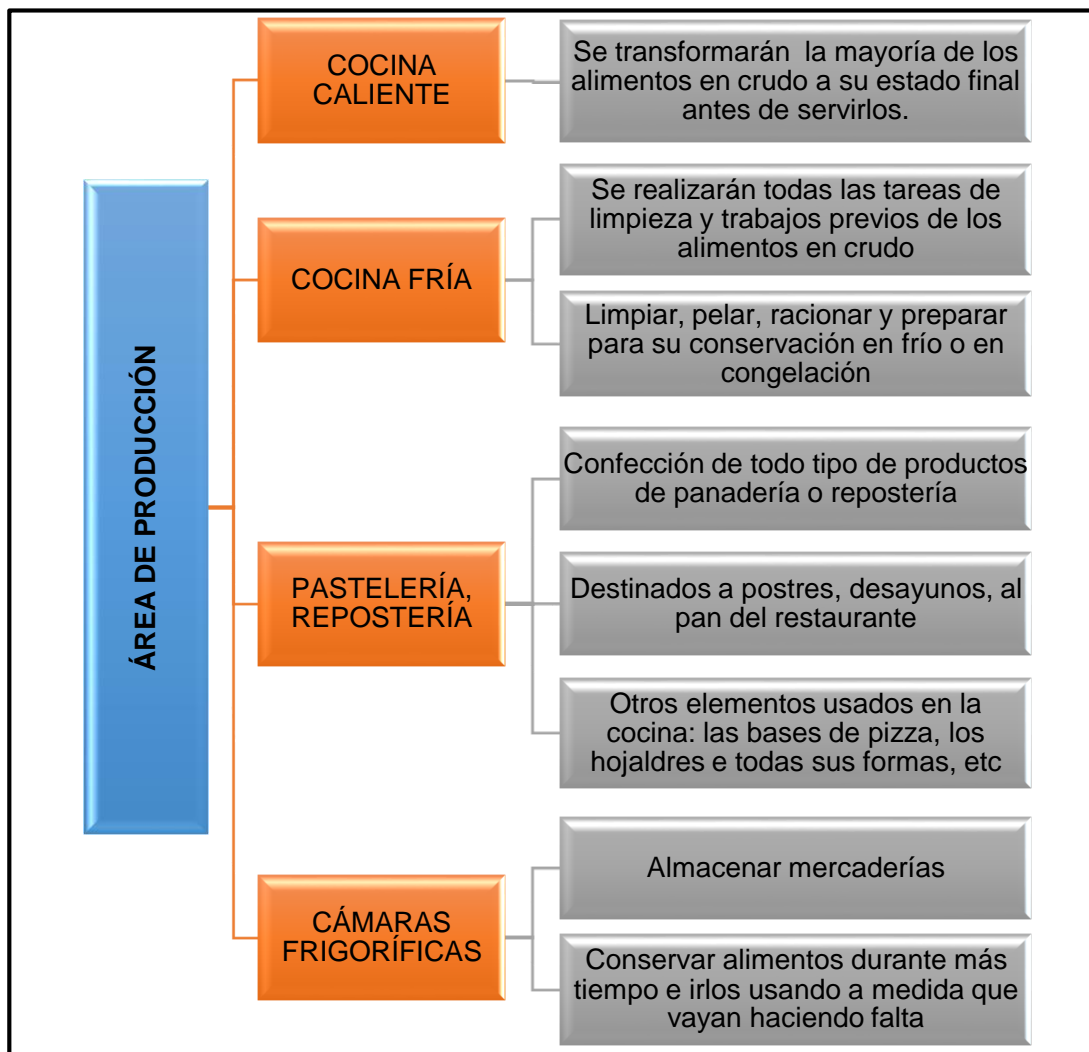 ÁREA DE PRODUCCIÓN
COCINA
CALIENTE
Se transformarán la mayoría de los
alimentos en crudo a su estado final
antes de servirlos.
COCINA FRÍA
Se realizarán todas las tareas de
limpieza y trabajos previos de los
alimentos en crudo
Limpiar, pelar, racionar y preparar
para su conservación en frío o en
congelación
PASTELERÍA,
REPOSTERÍA
Confección de todo tipo de productos
de panadería o repostería
Destinados a postres, desayunos, al
pan del restaurante
Otros elementos usados en la
cocina: las bases de pizza, los
hojaldres e todas sus formas, etc
CÁMARAS
FRIGORÍFICAS
Almacenar mercaderías
Conservar alimentos durante más
tiempo e irlos usando a medida que
vayan haciendo falta